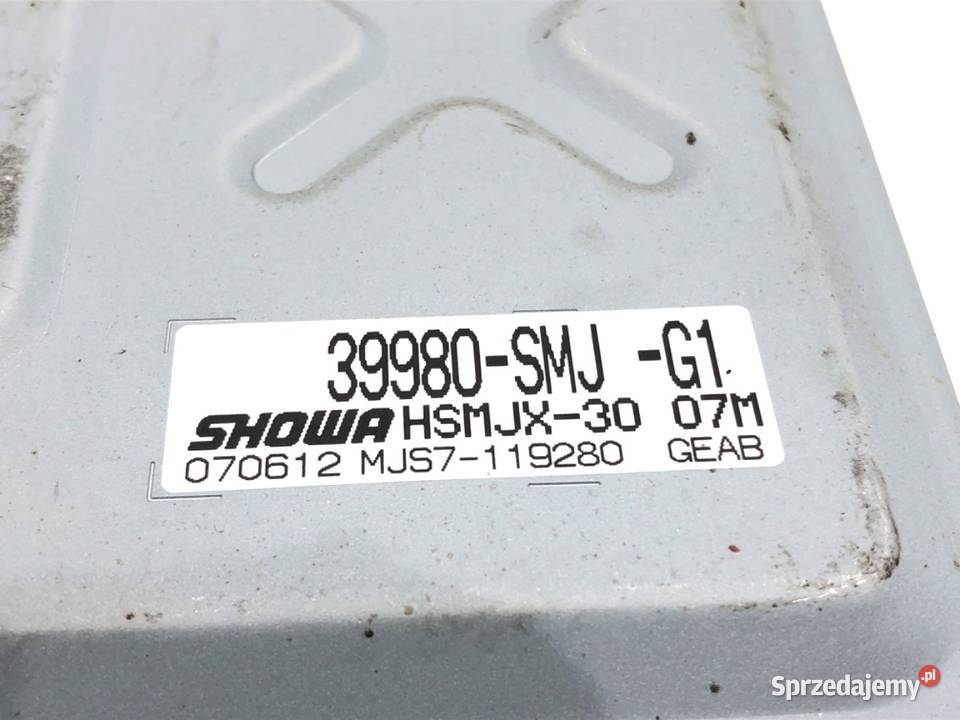 39980-SMJ -G1
SHOWA HSMJX-30 07M
070612 MJS7-119280 GEAB
Sprzedajemy.pl